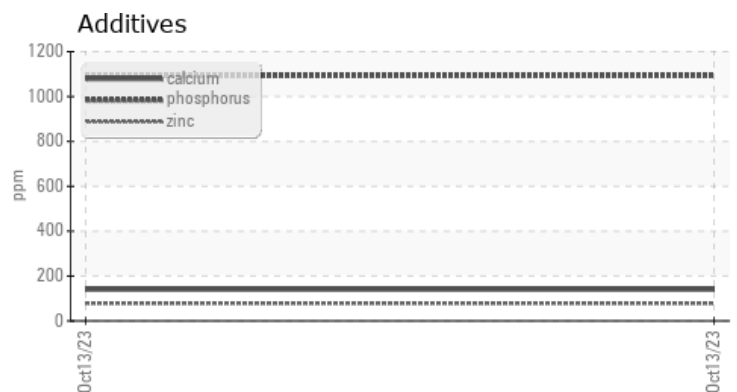 Additives
1200
1000
800
600
400
200
0
ppm
calcium
phosphorus
zinc
Oct13/23
Oct13/23